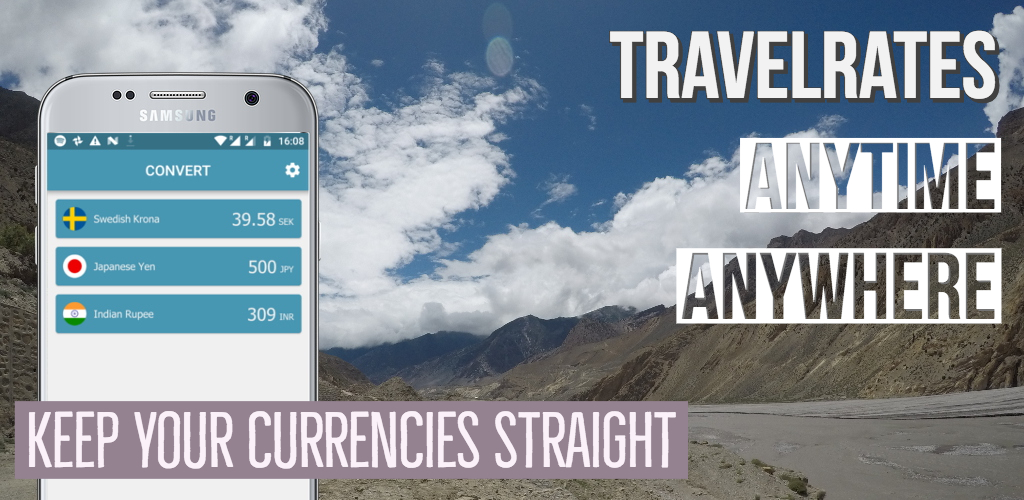 TRAVELRATES
ANYTIME
ANYWHERE
SAMSUNG
16:08
CONVERT
Swedish Krona 39.58 SEK
Japanese Yen 500 JPY
Indian Rupee 309 INR
KEEP YOUR CURRENCIES STRAIGHT